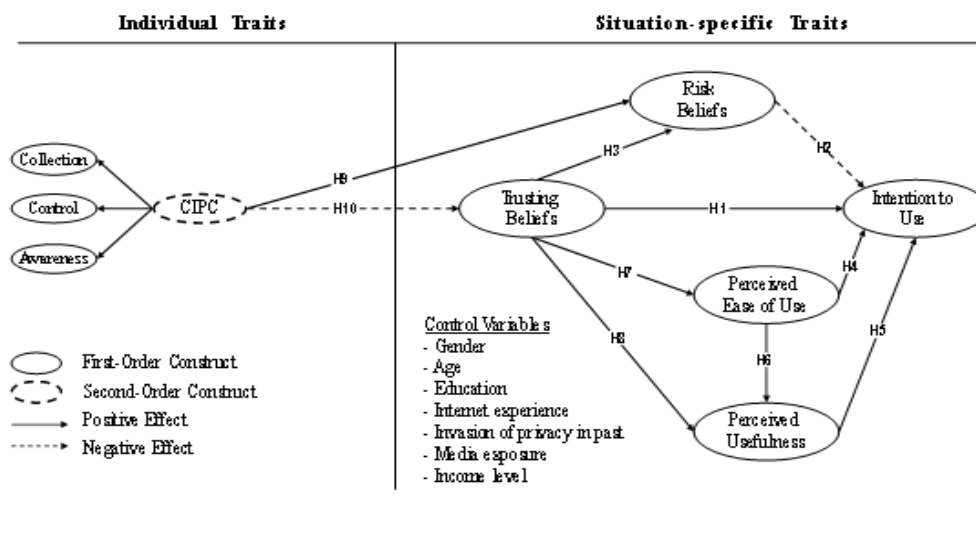 Individual Traits
Situation-specific Traits
Risk
Beliefs
H2
H3
Collection
H9
Control
CIPC
H10
Trusting
Beliefs
H1
Intention to
Use
Awareness
H7
H4
Perceived
Ease of Use
Control Variables
- Gender
- Age
- Education
- Internet experience
- Invasion of privacy in past
- Media exposure
- Income level
H8
H5
H6
First-Order Construct
Second-Order Construct
Positive Effect
Negative Effect
Perceived
Usefulness